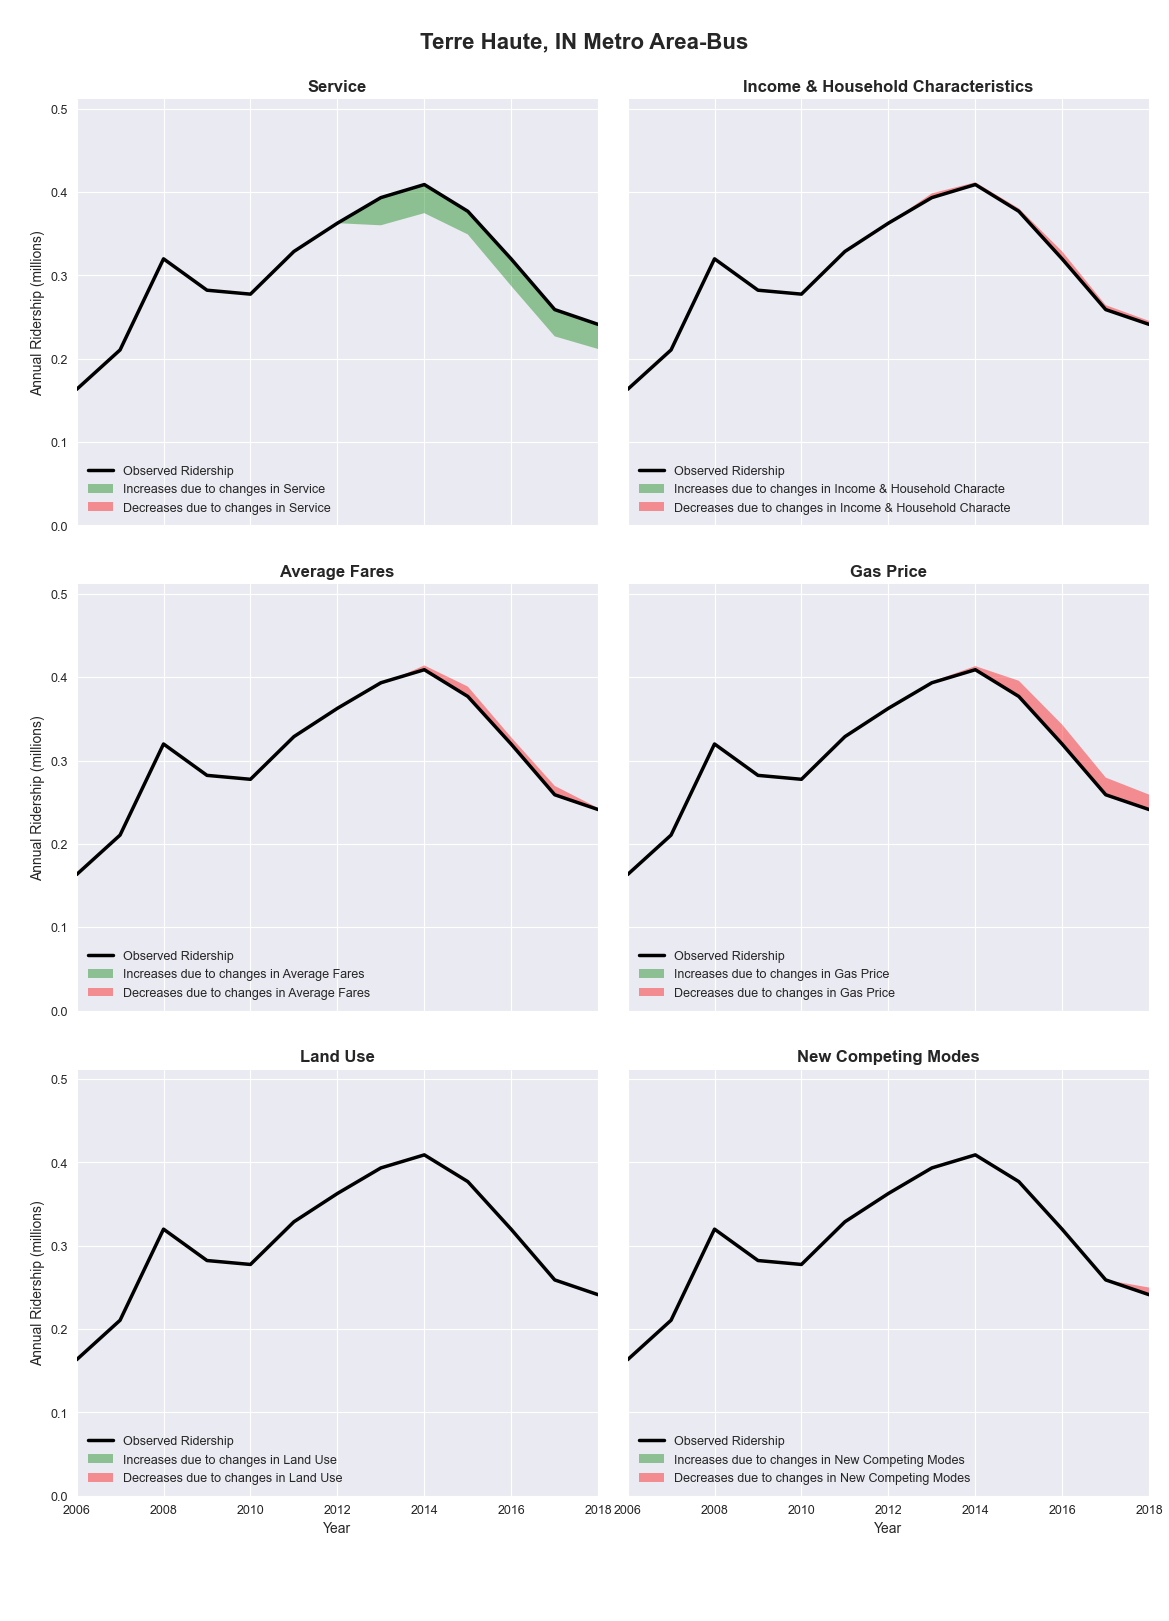 Terre Haute, IN Metro Area-Bus
Service
Income & Household Characteristics
0.5
0.4
0.3
0.2
0.1
0.0
Annual Ridership (millions)
Observed Ridership
Increases due to changes in Service
Decreases due to changes in Service
Observed Ridership
Increases due to changes in Income & Household Characte
Decreases due to changes in Income & Household Characte
Average Fares
Gas Price
0.5
0.4
0.3
0.2
0.1
0.0
Annual Ridership (millions)
Observed Ridership
Increases due to changes in Average Fares
Decreases due to changes in Average Fares
Observed Ridership
Increases due to changes in Gas Price
Decreases due to changes in Gas Price
Land Use
New Competing Modes
0.5
0.4
0.3
0.2
0.1
0.0
Annual Ridership (millions)
Observed Ridership
Increases due to changes in Land Use
Decreases due to changes in Land Use
Observed Ridership
Increases due to changes in New Competing Modes
Decreases due to changes in New Competing Modes
2006 2008 2010 2012 2014 2016 2018
2006 2008 2010 2012 2014 2016 2018
Year
Year